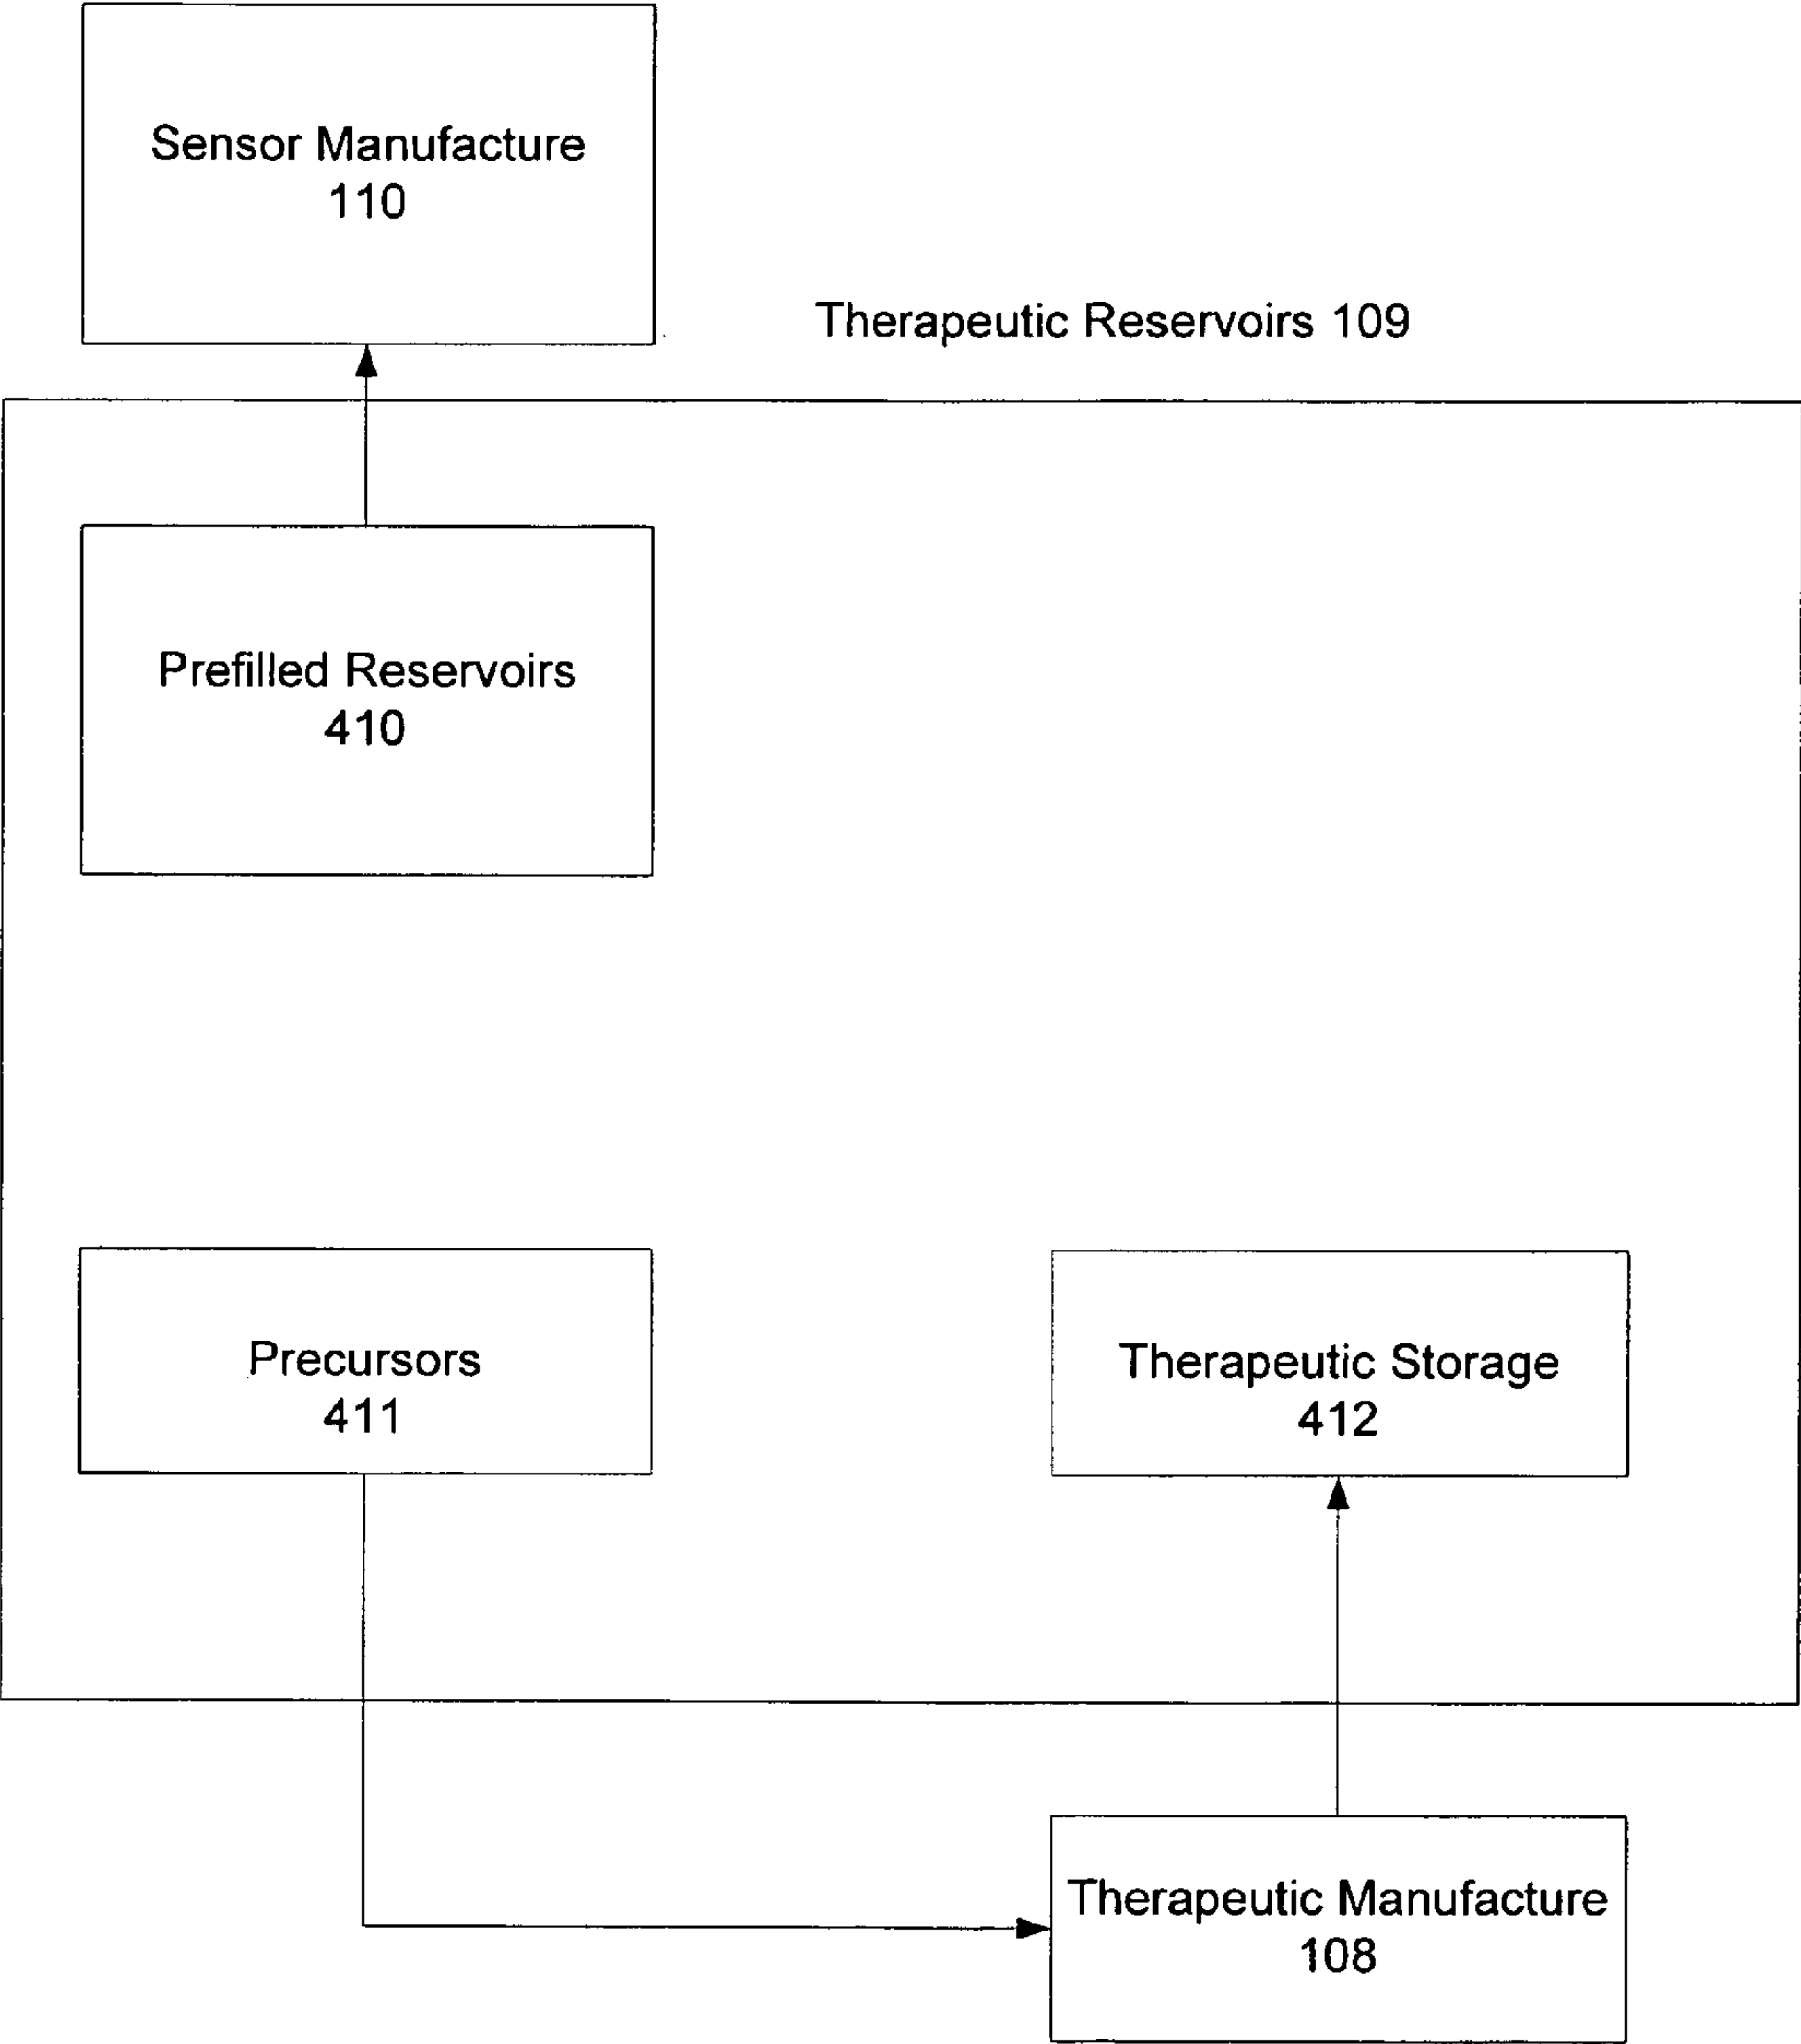 Sensor Manufacture
110
Therapeutic Reservoirs 109
Prefilled Reservoirs
410
Precursors
411
Therapeutic Storage
412
Therapeutic Manufacture
108